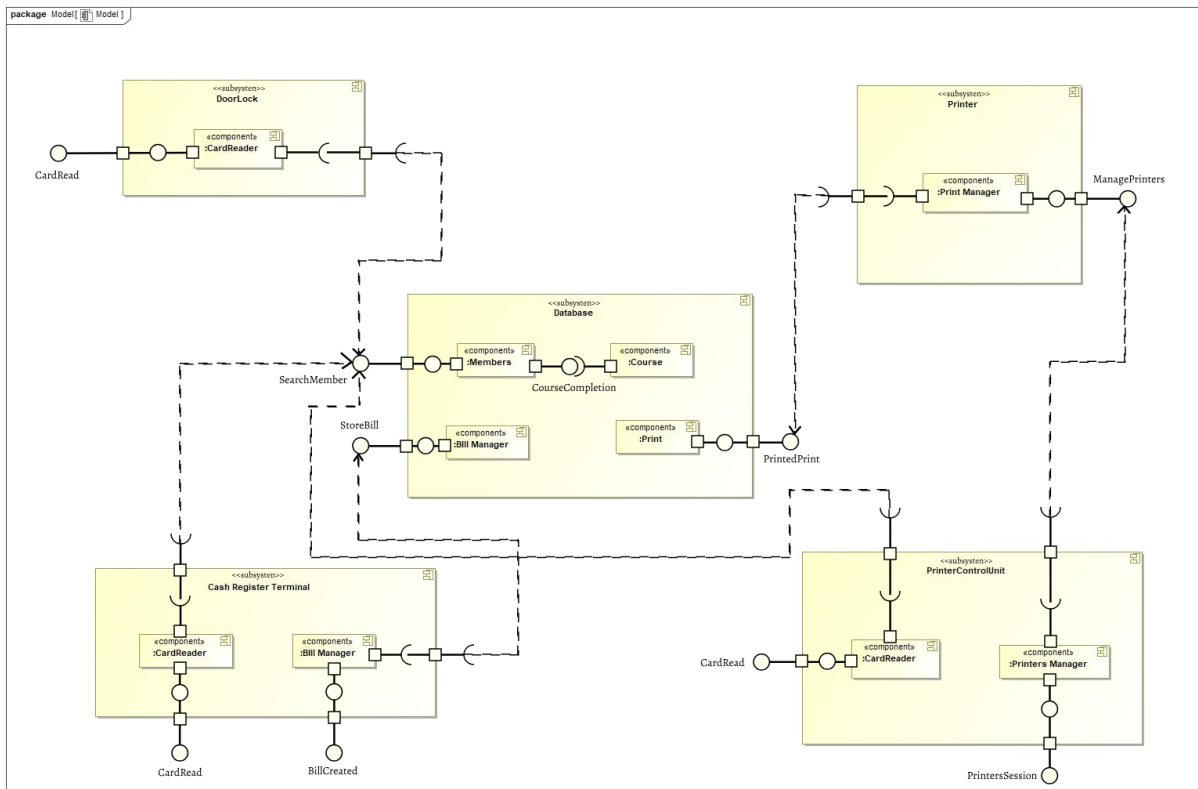 package Model[ Model ]
<<subsysten>>
DoorLock
«component»
:CardReader
CardRead
<<subsysten>>
Printer
«component»
:Print Manager
ManagePrinters
<<subsysten>>
Database
«component»
:Members
«component»
:Course
SearchMember
CourseCompletion
StoreBill
«component»
:BIll Manager
«component»
:Print
PrintedPrint
<<subsysten>>
Cash Register Terminal
«component»
:CardReader
«component»
:BIll Manager
CardRead
BillCreated
<<subsysten>>
PrinterControlUnit
«component»
:CardReader
CardRead
«component»
:Printers Manager
PrintersSession